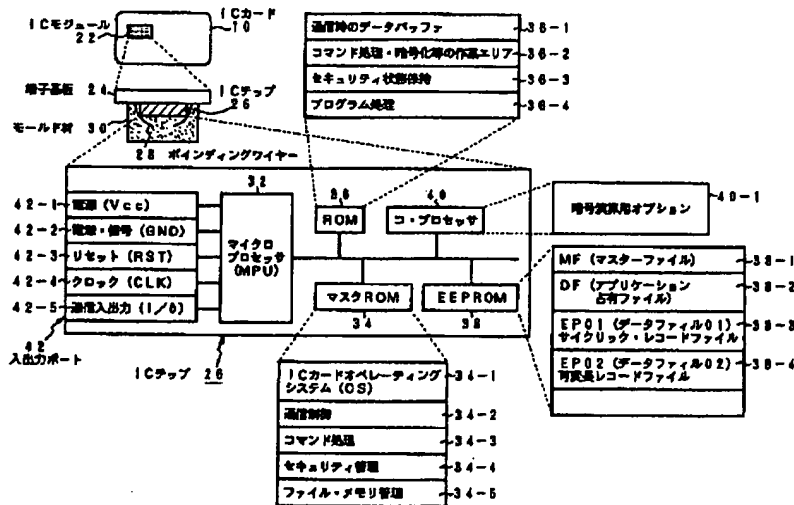 ICカード
10
ICモジュール
22
端子基板 24
ICチップ
26
モールド材 30
28 ボインディングワイヤー
通信時のデータバッファ 36-1
コマンド処理・暗号化等の作業エリア 36-2
セキュリティ状態保持 36-3
プログラム処理 36-4
42-1 電源 (Vcc)
42-2 電源・信号 (GND)
42-3 リセット (RST)
42-4 クロック (CLK)
42-5 通信入出力 (I/O)
42
入出力ポート
32
マイクロ
プロセッサ
(MPU)
36
ROM
40
コ・プロセッサ
マスタROM
34
EEPROM
38
ICチップ 26
暗号演算用オプション
40-1
MF (マスターファイル) 38-1
DF (アプリケーション
占有ファイル) 38-2
EP01 (データファイル01)
サイクリック・レコードファイル 38-3
EP02 (データファイル02)
可変長レコードファイル 38-4
ICカードオペレーティング
システム (OS) 34-1
通信制御 34-2
コマンド処理 34-3
セキュリティ管理 34-4
ファイル・メモリ管理 34-5